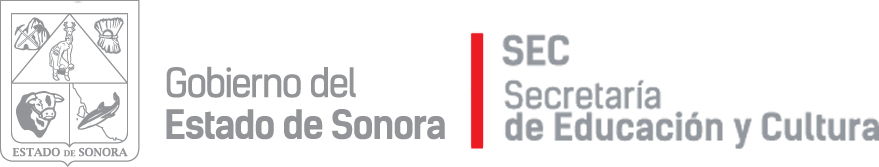 ESTADO DE SONORA
Gobierno del
Estado de Sonora
SEC
Secretaría
de Educación y Cultura